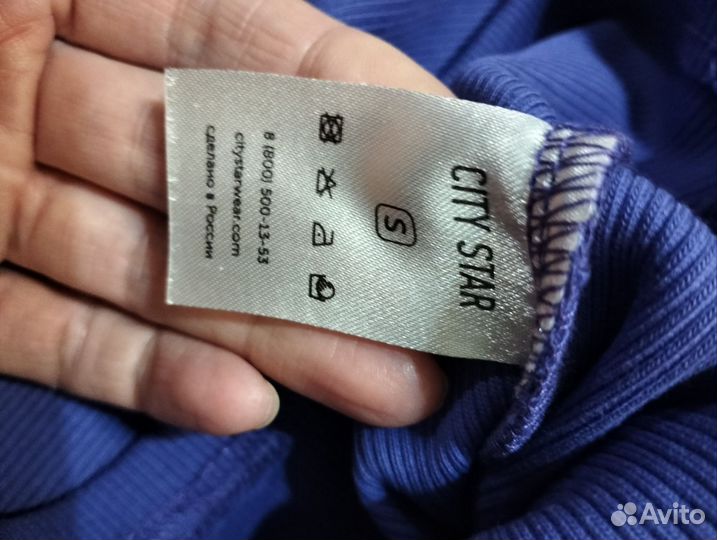 CITY STAR
S
8 (800) 500-13-53
citystarwear.com
сделано в России
Avito